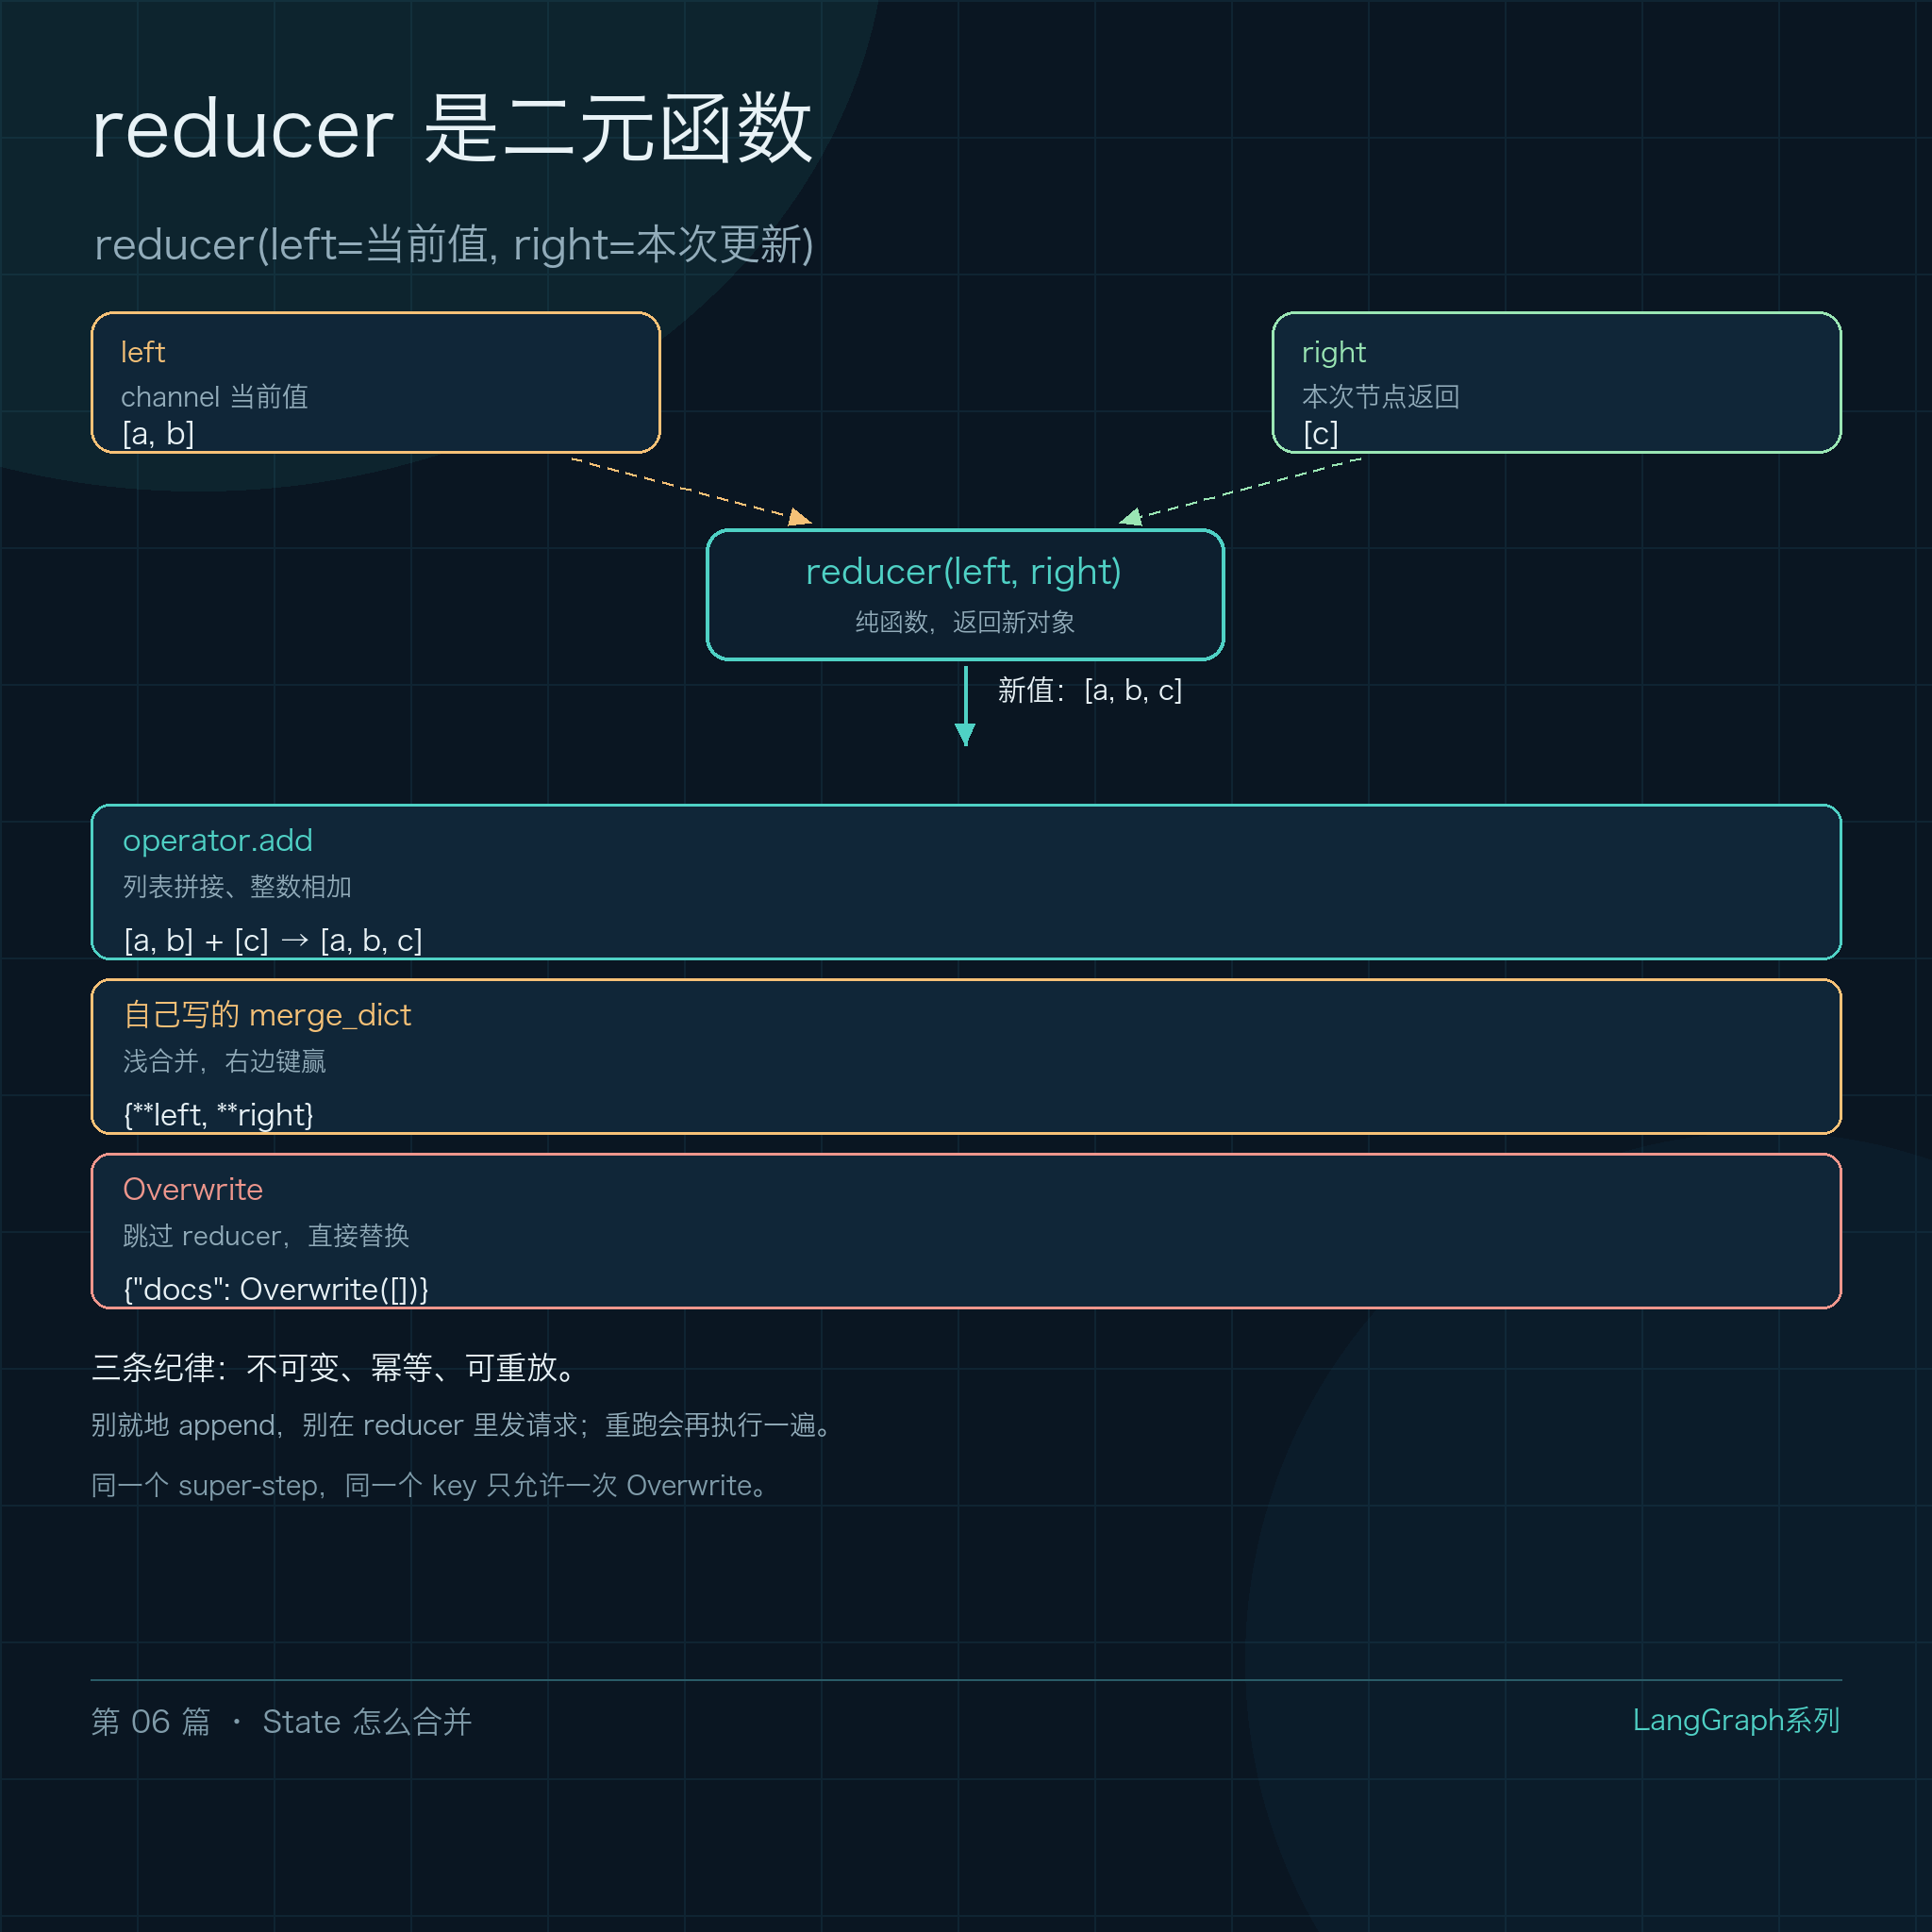 reducer 是二元函数
reducer(left=当前值, right=本次更新)
left
channel 当前值
[a, b]
right
本次节点返回
[c]
reducer(left, right)
纯函数，返回新对象
新值：[a, b, c]
operator.add
列表拼接、整数相加
[a, b] + [c] → [a, b, c]
自己写的 merge_dict
浅合并，右边键赢
{**left, **right}
Overwrite
跳过 reducer，直接替换
{"docs": Overwrite([])}
三条纪律：不可变、幂等、可重放。
别就地 append，别在 reducer 里发请求；重跑会再执行一遍。
同一个 super-step，同一个 key 只允许一次 Overwrite。
第 06 篇 · State 怎么合并
LangGraph系列